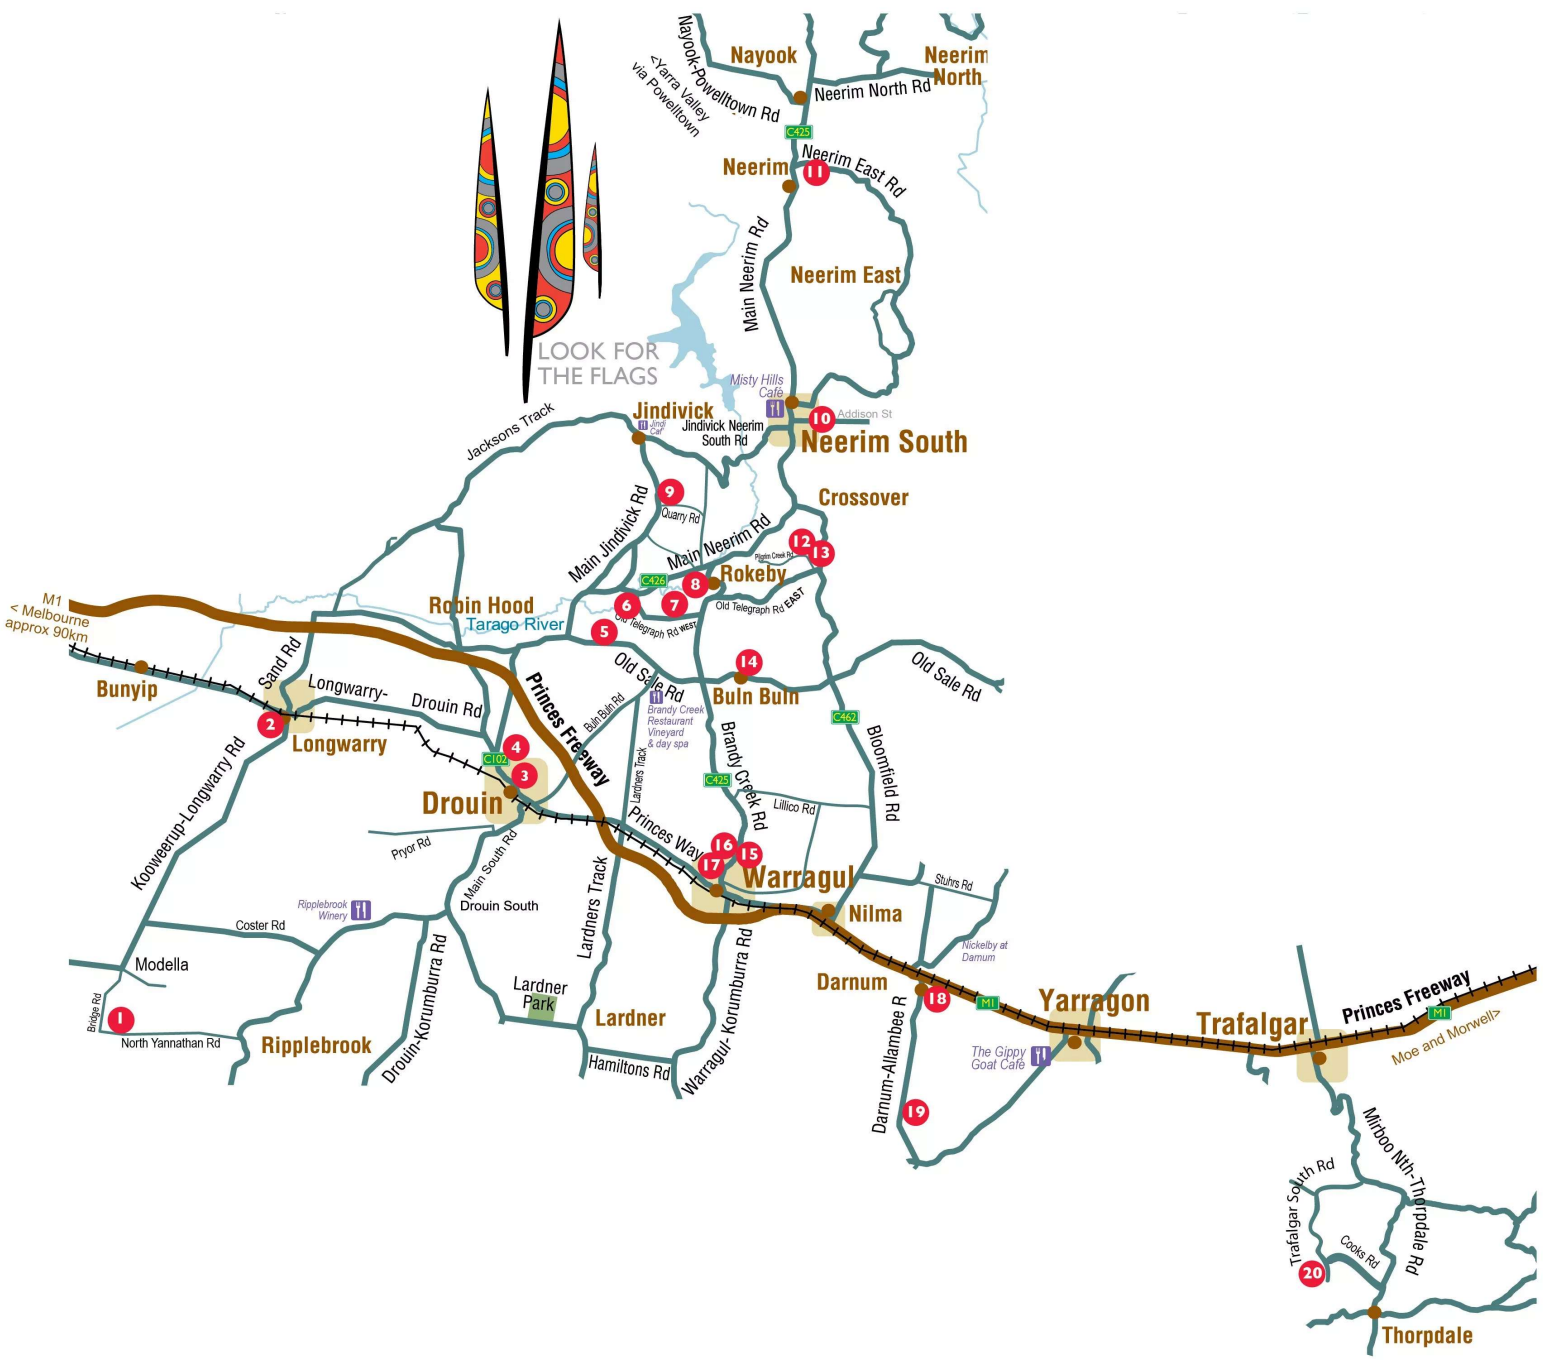 Nayook
Neerim
North
Nayook-Powelltown Rd
<Yarra Valley
via Powelltown
Neerim North Rd
C425
Neerim
11
Neerim East Rd
Main Neerim Rd
Neerim East
LOOK FOR
THE FLAGS
Misty Hills
Café
10
Addison St
Neerim South
Jacksons Track
Jindivick
Jindi
Caf'
Jindivick Neerim
South Rd
Crossover
9
Quarry Rd
Main Jindivick Rd
Main Neerim Rd
12
13
Pilgrim Creek Rd
C426
8
Rokeby
6
7
Old Telegraph Rd EAST
Old Telegraph Rd WEST
5
M1
< Melbourne
approx 90km
Robin Hood
Tarago River
Bunyip
Sand Rd
Longwarry-
Drouin Rd
2
Longwarry
Princes Freeway
Old Sale Rd
14
Buln Buln
Old Sale Rd
Buln Buln Rd
Brandy Creek
Restaurant
Vineyard
& day spa
C462
4
C102
3
Drouin
Lardners Track
C425
Brandy Creek Rd
Bloomfield Rd
Lillico Rd
Kooweerup-Longwarry Rd
Pryor Rd
Main South Rd
Princes Way
16
15
17
Warragul
Stuhrs Rd
Ripplebrook
Winery
Drouin South
Lardners Track
Nilma
Coster Rd
Nickelby at
Darnum
Modella
Darnum
18
M1
Yarragon
Trafalgar
Princes Freeway
M1
Moe and Morwell>
Bridge Rd
1
North Yannathan Rd
Ripplebrook
Drouin-Korumburra Rd
Lardner
Park
Lardner
Hamiltons Rd
Warragul- Korumburra Rd
The Gippy
Goat Café
Darnum-Allambee R
19
Mirboo Nth-Thorpdale Rd
Trafalgar South Rd
Cooks Rd
20
Thorpdale